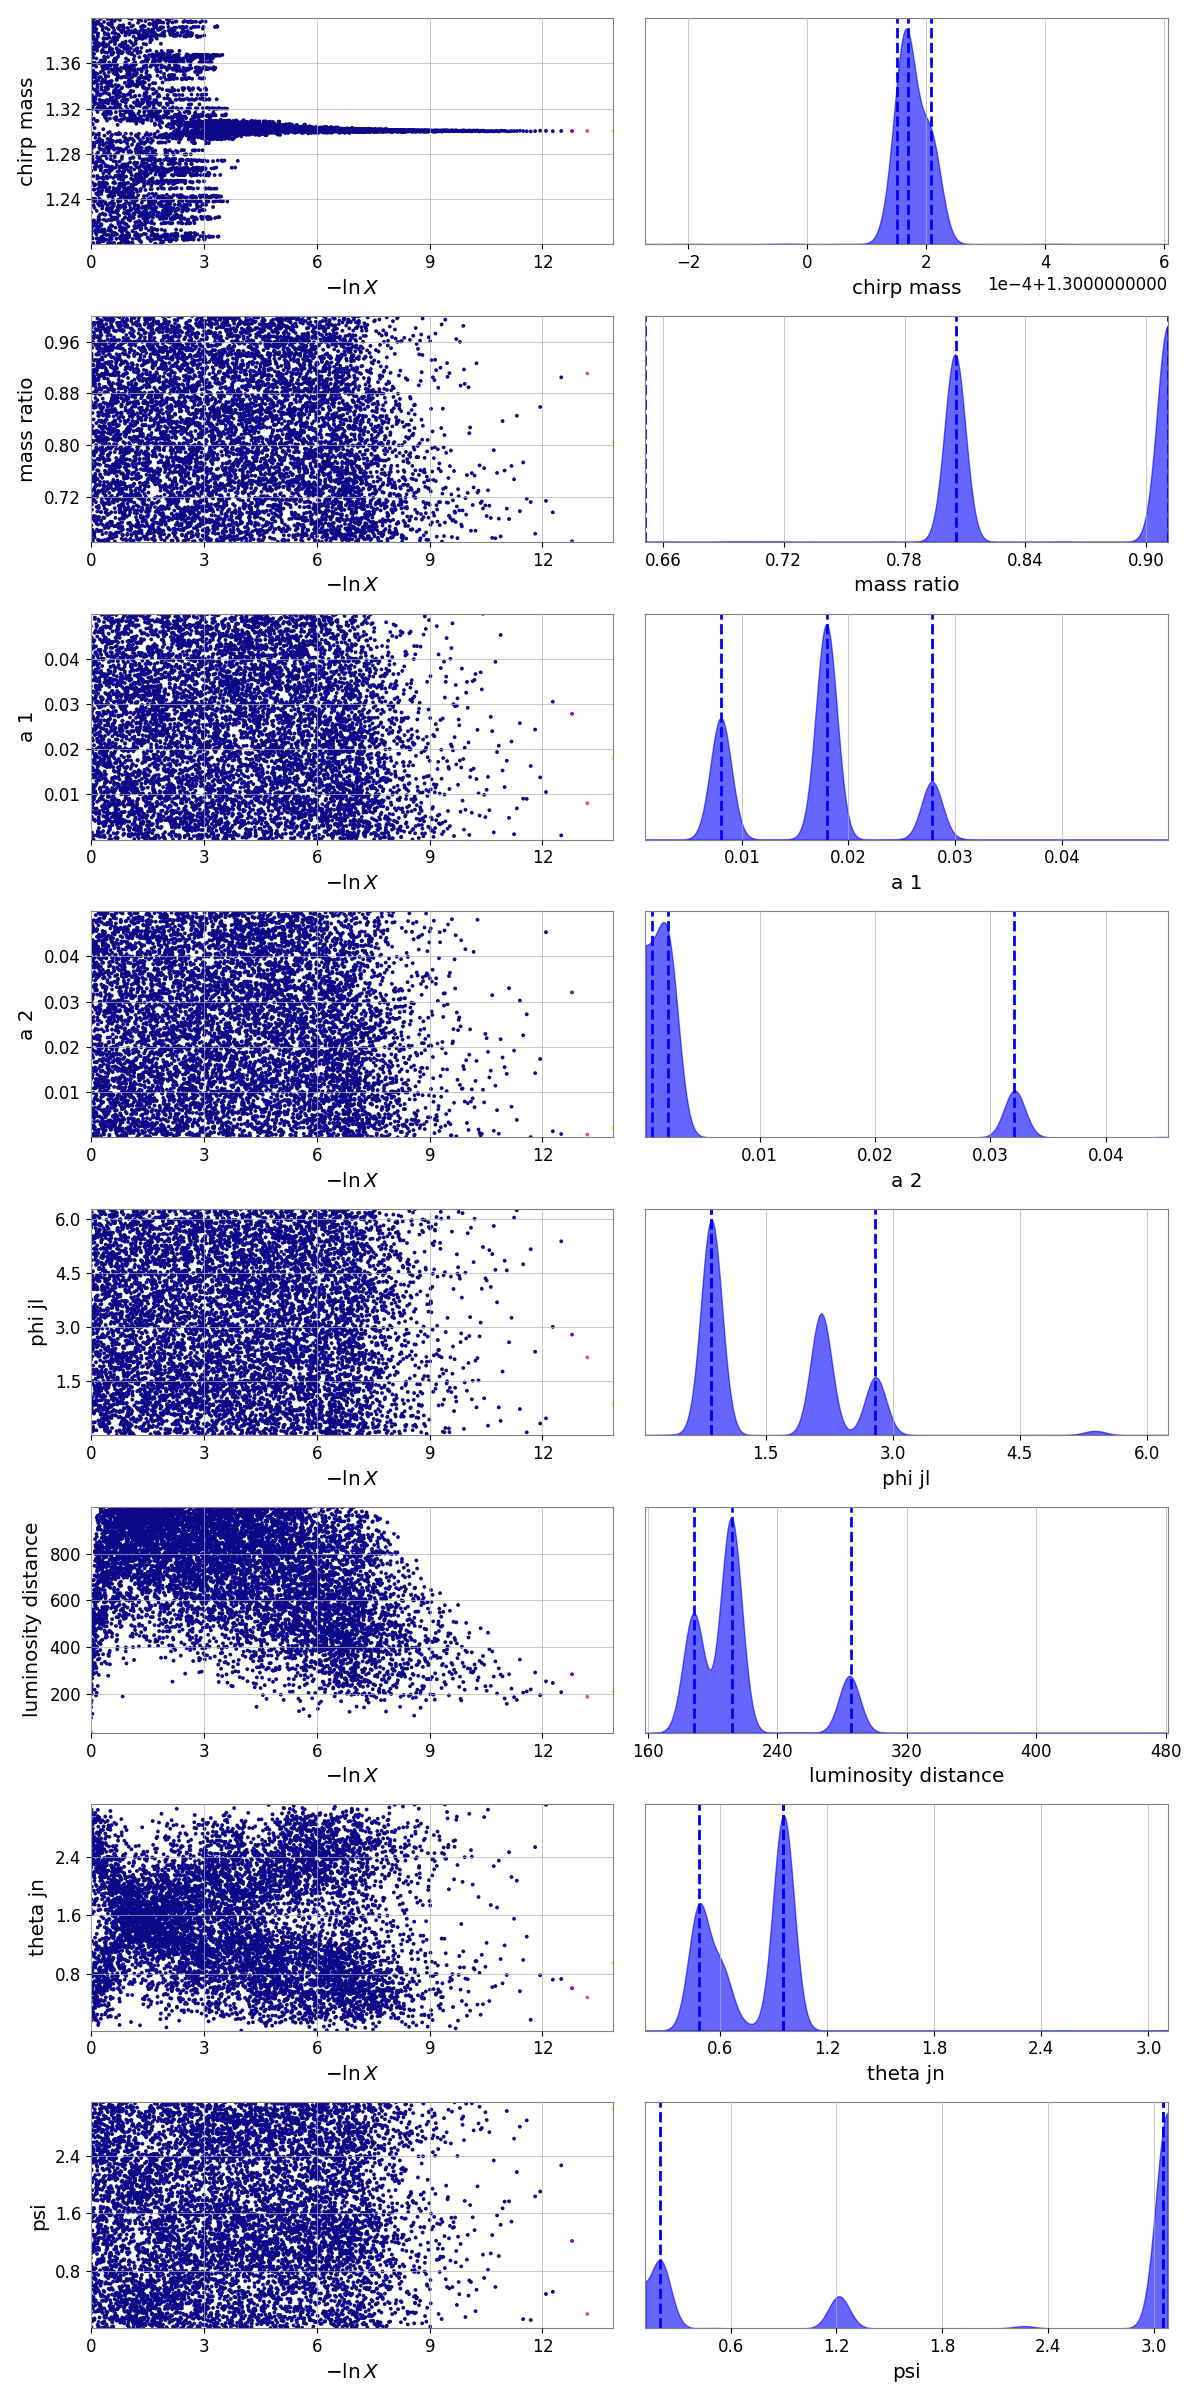 1.36
1.32
1.28
1.24
chirp mass
0 3 6 9 12
−ln X
−2 0 2 4 6
chirp mass 1e−4+1.3000000000
0.96
0.88
0.80
0.72
mass ratio
0 3 6 9 12
−ln X
0.66 0.72 0.78 0.84 0.90
mass ratio
0.04
0.03
0.02
0.01
a 1
0 3 6 9 12
−ln X
0.01 0.02 0.03 0.04
a 1
0.04
0.03
0.02
0.01
a 2
0 3 6 9 12
−ln X
0.01 0.02 0.03 0.04
a 2
6.0
4.5
3.0
1.5
phi jl
0 3 6 9 12
−ln X
1.5 3.0 4.5 6.0
phi jl
800
600
400
200
luminosity distance
0 3 6 9 12
−ln X
160 240 320 400 480
luminosity distance
2.4
1.6
0.8
theta jn
0 3 6 9 12
−ln X
0.6 1.2 1.8 2.4 3.0
theta jn
2.4
1.6
0.8
psi
0 3 6 9 12
−ln X
0.6 1.2 1.8 2.4 3.0
psi